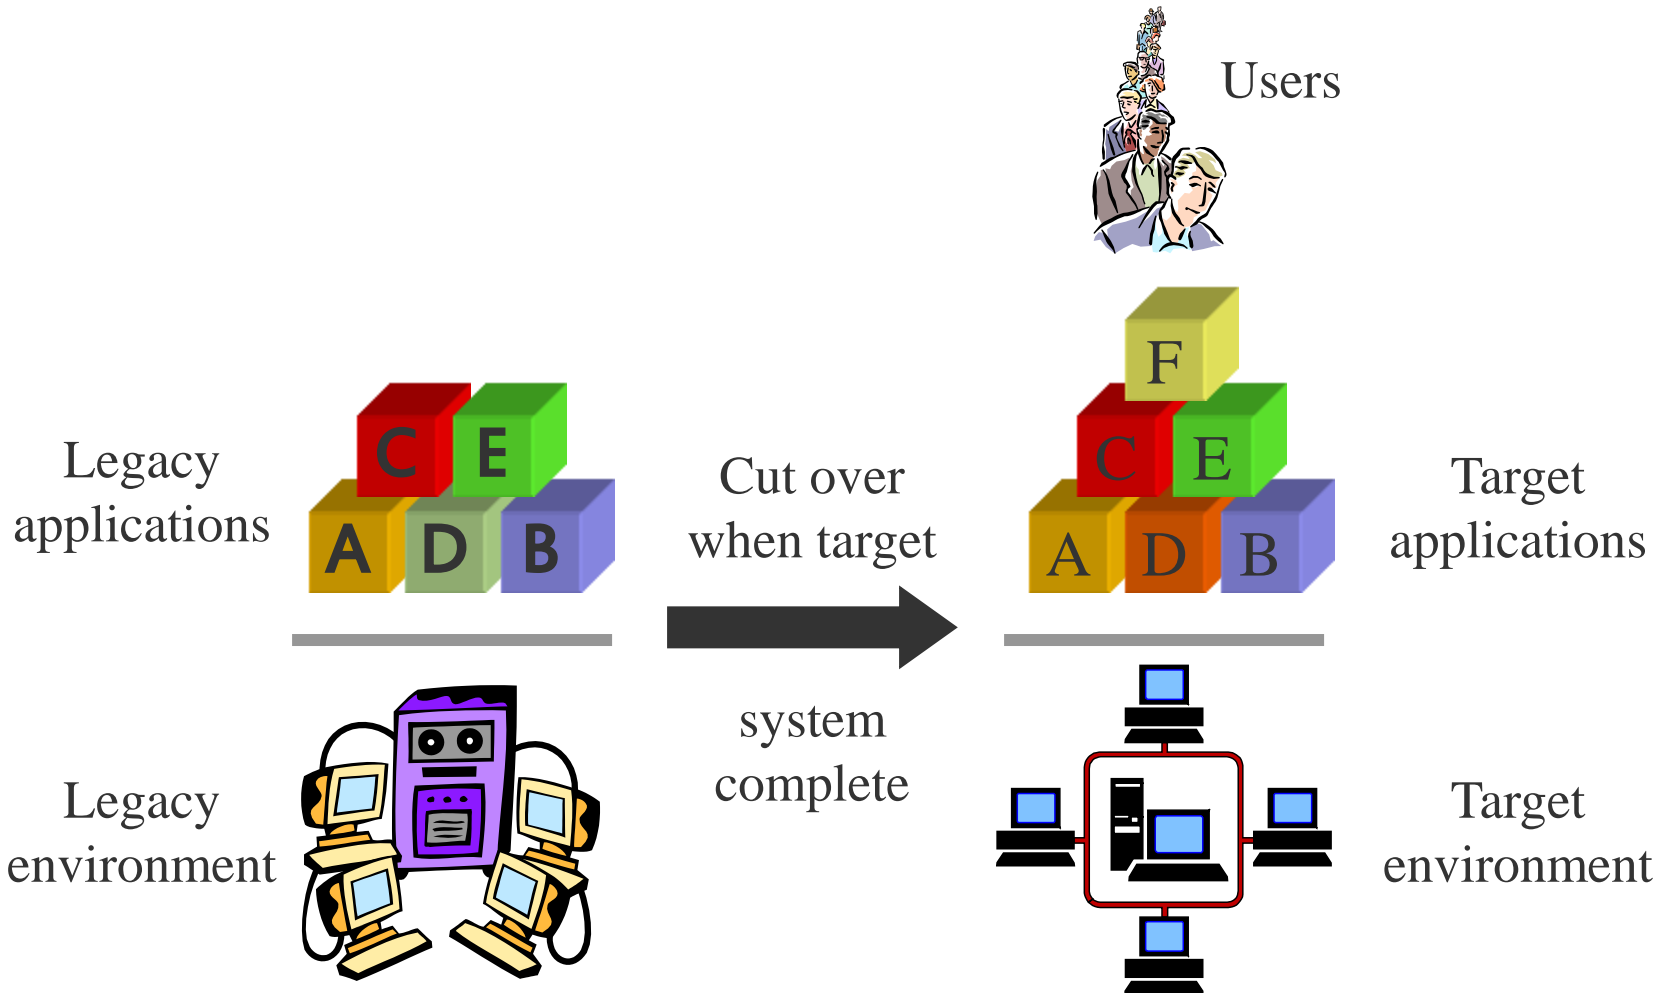 Users
F
C E
A D B
Legacy
applications
Cut over
when target
system
complete
C E
A D B
Target
applications
Legacy
environment
Target
environment